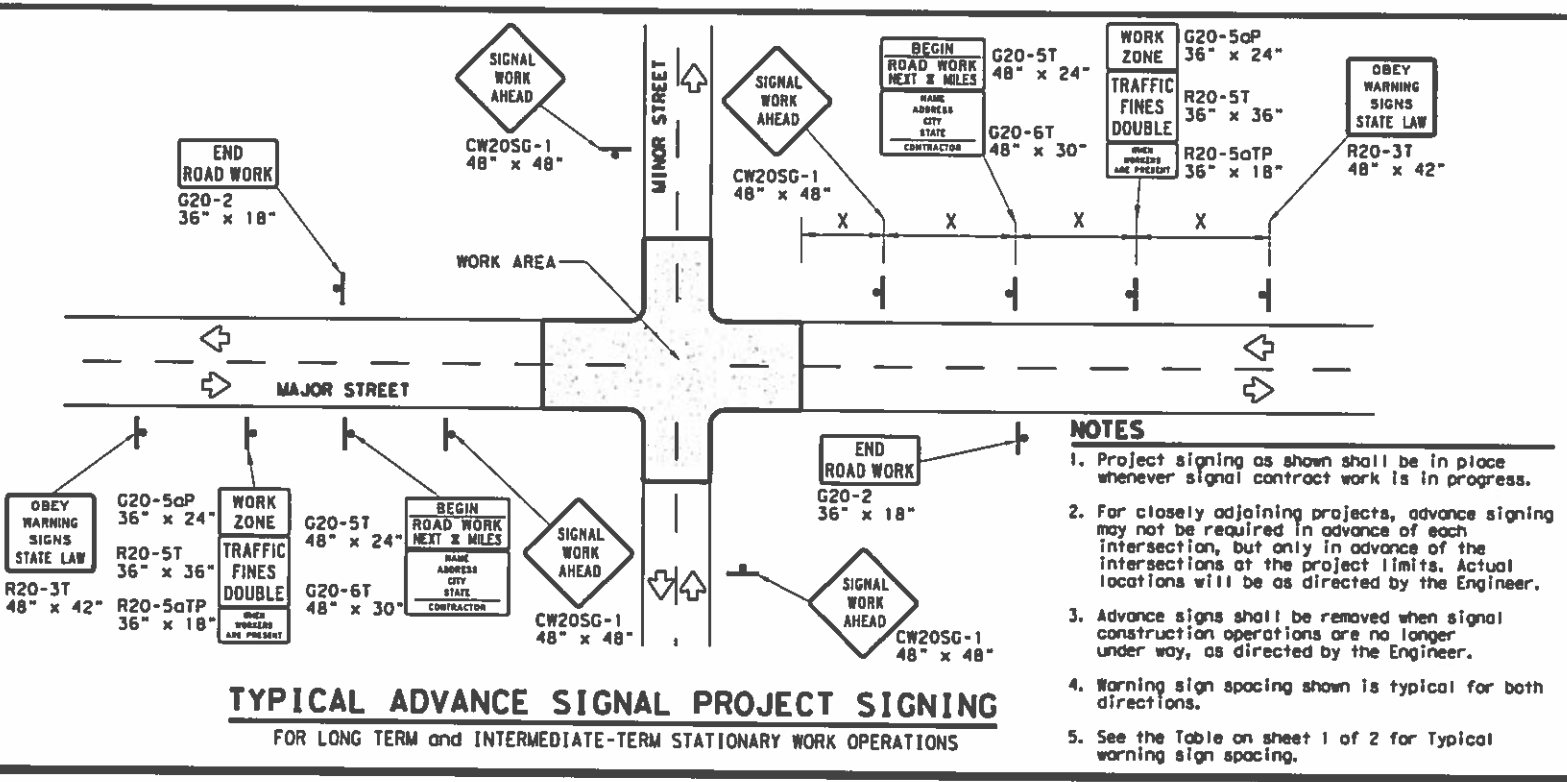 SIGNAL
WORK
AHEAD
CW20SG-1
48" x 48"
MINOR STREET
SIGNAL
WORK
AHEAD
CW20SG-1
48" x 48"
BEGIN
ROAD WORK
NEXT X MILES
NAME
ADDRESS
CITY
STATE
CONTRACTOR
G20-5T
48" x 24"
G20-6T
48" x 30"
WORK
ZONE
TRAFFIC
FINES
DOUBLE
WHEN
WORKERS
ARE PRESENT
G20-5aP
36" x 24"
R20-5T
36" x 36"
R20-5aTP
36" x 18"
OBEY
WARNING
SIGNS
STATE LAW
R20-3T
48" x 42"
END
ROAD WORK
G20-2
36" x 18"
X X X X
WORK AREA
MAJOR STREET
OBEY
WARNING
SIGNS
STATE LAW
R20-3T
48" x 42"
G20-5aP
36" x 24"
R20-5T
36" x 36"
R20-5aTP
36" x 18"
WORK
ZONE
TRAFFIC
FINES
DOUBLE
WHEN
WORKERS
ARE PRESENT
G20-5T
48" x 24"
G20-6T
48" x 30"
BEGIN
ROAD WORK
NEXT X MILES
NAME
ADDRESS
CITY
STATE
CONTRACTOR
SIGNAL
WORK
AHEAD
CW20SG-1
48" x 48"
END
ROAD WORK
G20-2
36" x 18"
SIGNAL
WORK
AHEAD
CW20SG-1
48" x 48"
TYPICAL ADVANCE SIGNAL PROJECT SIGNING
FOR LONG TERM and INTERMEDIATE-TERM STATIONARY WORK OPERATIONS
NOTES
1. Project signing as shown shall be in place
whenever signal contract work is in progress.
2. For closely adjoining projects, advance signing
may not be required in advance of each
intersection, but only in advance of the
intersections at the project limits. Actual
locations will be as directed by the Engineer.
3. Advance signs shall be removed when signal
construction operations are no longer
under way, as directed by the Engineer.
4. Warning sign spacing shown is typical for both
directions.
5. See the Table on sheet 1 of 2 for Typical
warning sign spacing.